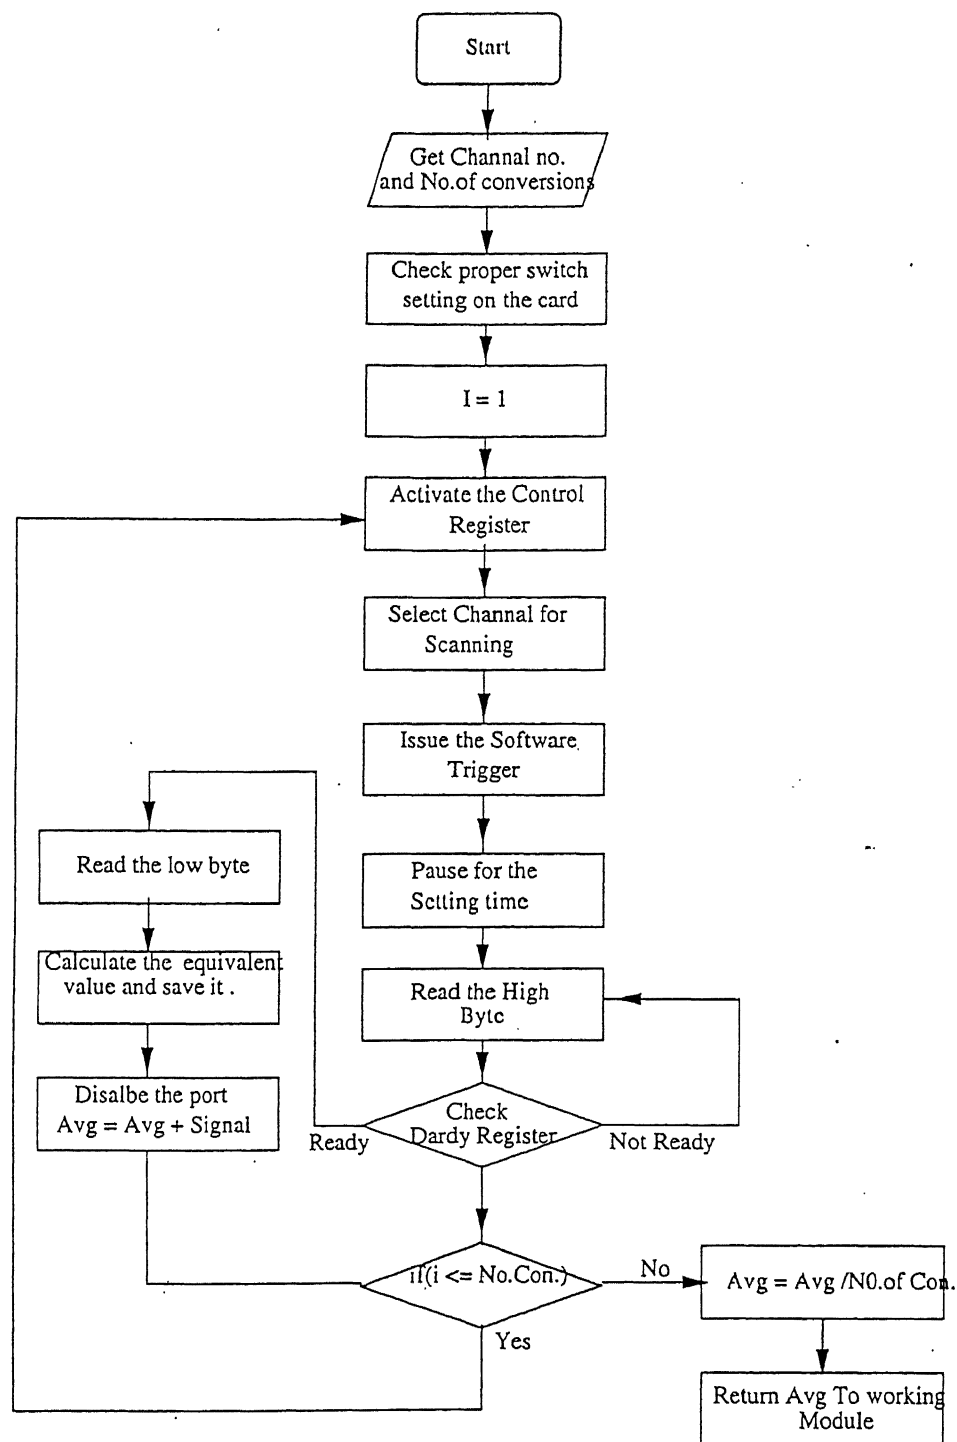 Start
Get Channal no.
and No.of conversions
Check proper switch
setting on the card
I = 1
Activate the Control
Register
Select Channal for
Scanning
Issue the Software
Trigger
Pause for the
Setting time
Read the High
Byte
Check
Dardy Register
Ready
Not Ready
Read the low byte
Calculate the equivalent
value and save it .
Disalbe the port
Avg = Avg + Signal
if(i <= No.Con.)
No
Yes
Avg = Avg /N0.of Con.
Return Avg To working
Module